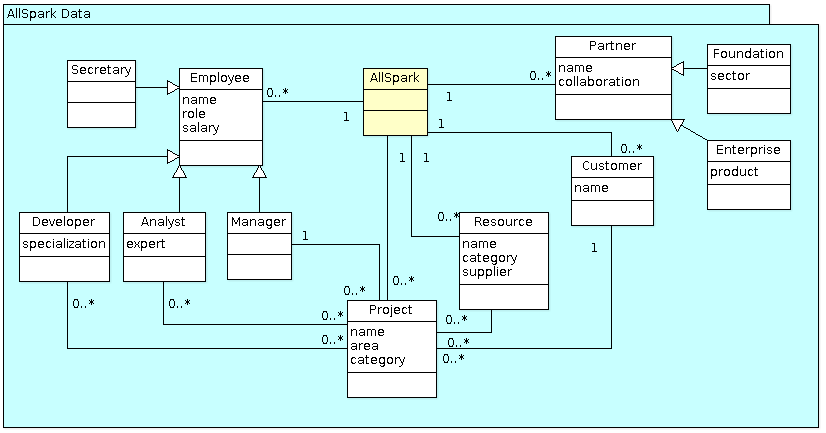 AllSpark Data
Secretary
Employee
name
role
salary
0..*
1
AllSpark
1
0..*
Partner
name
collaboration
Foundation
sector
Enterprise
product
1
0..*
Customer
name
1
1
1
Developer
specialization
Analyst
expert
Manager
1
0..*
Resource
name
category
supplier
0..*
0..*
0..*
0..*
0..*
0..*
Project
name
area
category
0..*
0..*
0..*